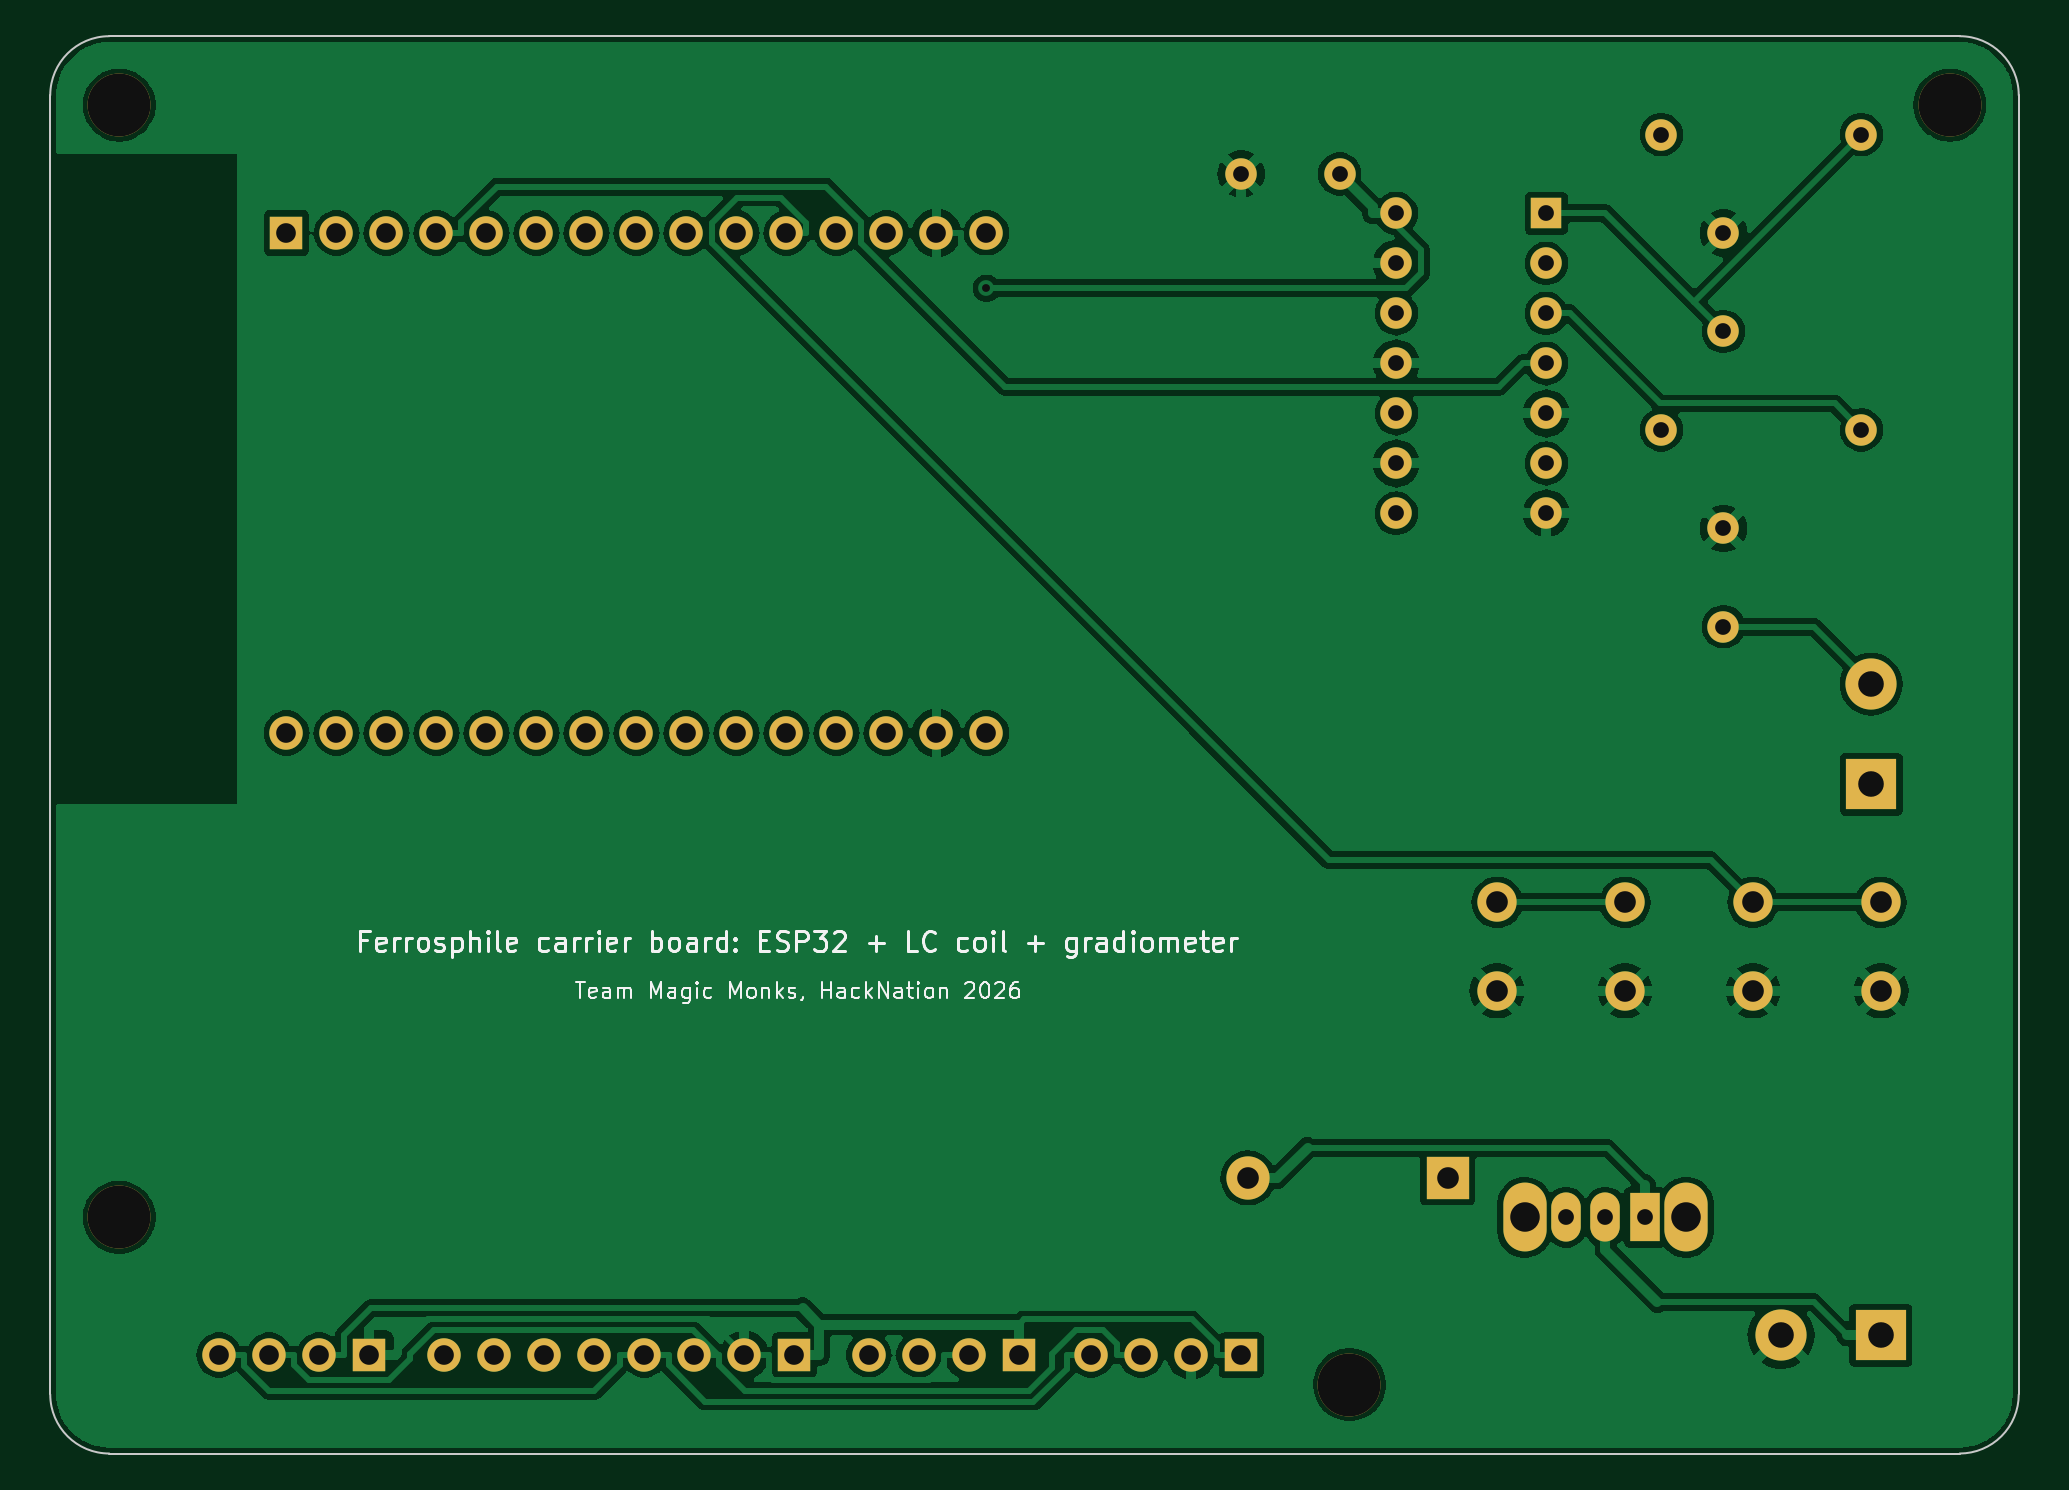 Ferrosphile carrier board: ESP32 + LC coil + gradiometer
Team Magic Monks, HackNation 2026